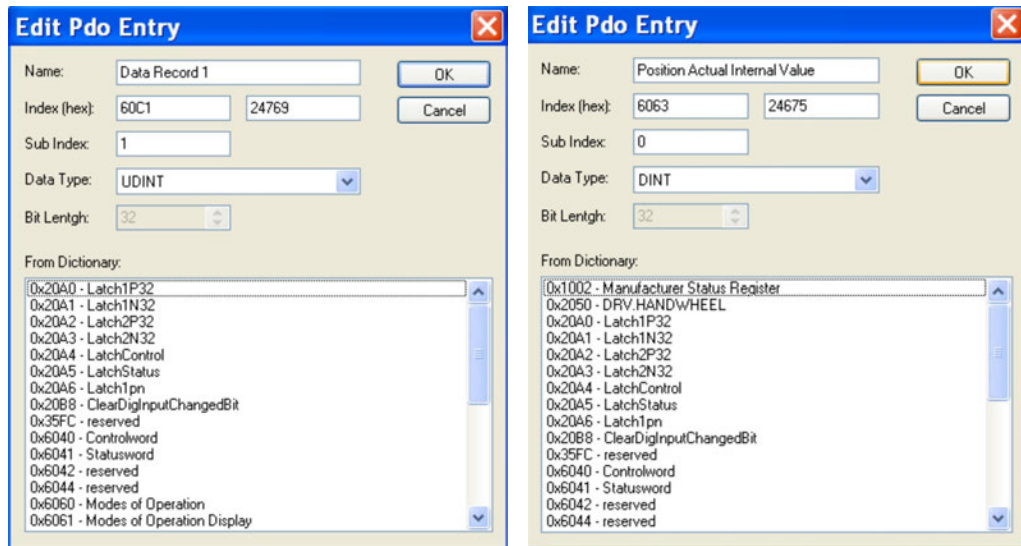 Edit Pdo Entry
Name: Data Record 1 OK
Index (hex): 60C1 24769 Cancel
Sub Index: 1
Data Type: UDINT
Bit Lentgh: 32
From Dictionary:
0x20A0 - Latch1P32
0x20A1 - Latch1N32
0x20A2 - Latch2P32
0x20A3 - Latch2N32
0x20A4 - LatchControl
0x20A5 - LatchStatus
0x20A6 - Latch1pn
0x20B8 - ClearDigInputChangedBit
0x35FC - reserved
0x6040 - Controlword
0x6041 - Statusword
0x6042 - reserved
0x6044 - reserved
0x6060 - Modes of Operation
0x6061 - Modes of Operation Display
Edit Pdo Entry
Name: Position Actual Internal Value OK
Index (hex): 6063 24675 Cancel
Sub Index: 0
Data Type: DINT
Bit Lentgh: 32
From Dictionary:
0x1002 - Manufacturer Status Register
0x2050 - DRV.HANDWHEEL
0x20A0 - Latch1P32
0x20A1 - Latch1N32
0x20A2 - Latch2P32
0x20A3 - Latch2N32
0x20A4 - LatchControl
0x20A5 - LatchStatus
0x20A6 - Latch1pn
0x20B8 - ClearDigInputChangedBit
0x35FC - reserved
0x6040 - Controlword
0x6041 - Statusword
0x6042 - reserved
0x6044 - reserved